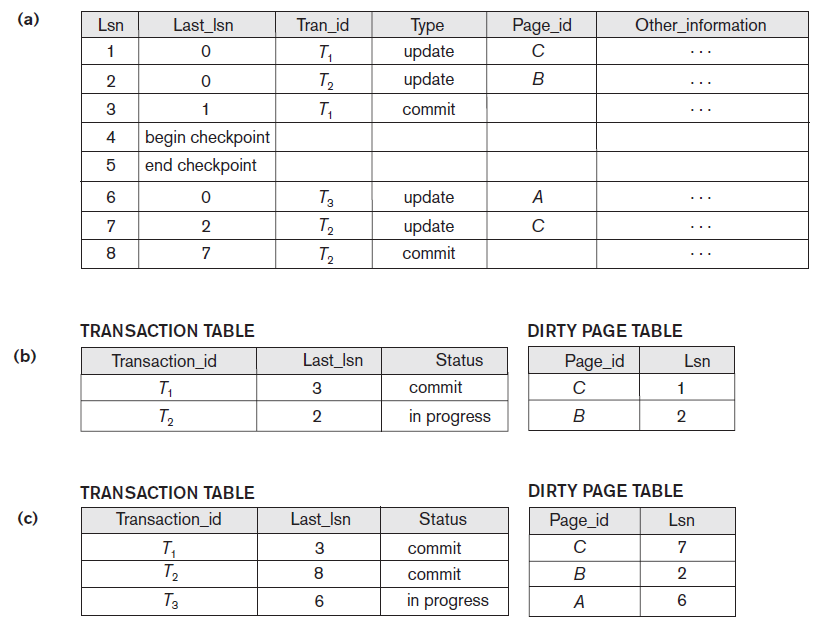 (a)
Lsn Last_lsn Tran_id Type Page_id Other_information
1 0 T1 update C ...
2 0 T2 update B ...
3 1 T1 commit ...
4 begin checkpoint
5 end checkpoint
6 0 T3 update A ...
7 2 T2 update C ...
8 7 T2 commit ...
TRANSACTION TABLE DIRTY PAGE TABLE
(b)
Transaction_id Last_lsn Status Page_id Lsn
T1 3 commit C 1
T2 2 in progress B 2
TRANSACTION TABLE DIRTY PAGE TABLE
(c)
Transaction_id Last_lsn Status Page_id Lsn
T1 3 commit C 7
T2 8 commit B 2
T3 6 in progress A 6